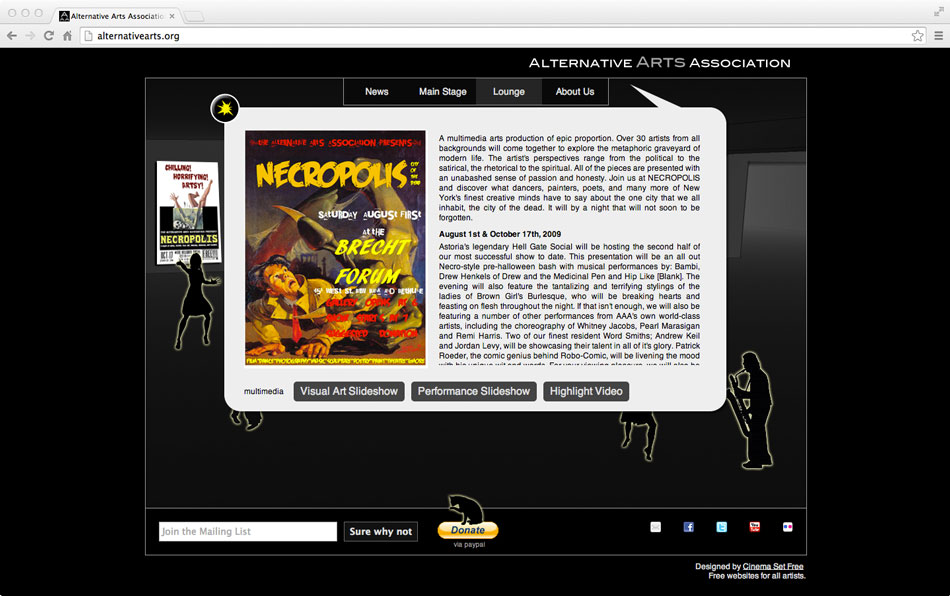 Alternative Arts Associatio
alternativearts.org
ALTERNATIVE ARTS ASSOCIATION
News Main Stage Lounge About Us
CHILLING!
HORRIFYING!
ARTSY!
NECROPOLIS
THE ALTERNATIVE ARTS ASSOCIATION PRESENTS
NECROPOLIS
CITY OF THE DEAD
SATURDAY AUGUST FIRST
AT THE
BRECHT
FORUM
A multimedia arts production of epic proportion. Over 30 artists from all
backgrounds will come together to explore the metaphoric graveyard of
modern life. The artist's perspectives range from the political to the
satirical, the rhetorical to the spiritual. All of the pieces are presented with
an unabashed sense of passion and honesty. Join us at NECROPOLIS
and discover what dancers, painters, poets, and many more of New
York's finest creative minds have to say about the one city that we all
inhabit, the city of the dead. It will by a night that will not soon to be
forgotten.
August 1st & October 17th, 2009
Astoria's legendary Hell Gate Social will be hosting the second half of
our most successful show to date. This presentation will be an all out
Necro-style pre-halloween bash with musical performances by: Bambi,
Drew Henkels of Drew and the Medicinal Pen and Hip Like [Blank]. The
evening will also feature the tantalizing and terrifying stylings of the
ladies of Brown Girl's Burlesque, who will be breaking hearts and
feasting on flesh throughout the night. If that isn't enough, we will also be
featuring a number of other performances from AAA's own world-class
artists, including the choreography of Whitney Jacobs, Pearl Marasigan
and Remi Harris. Two of our finest resident Word Smiths; Andrew Keil
and Jordan Levy, will be showcasing their talent in all of it's glory. Patrick
Roeder, the comic genius behind Robo-Comic, will be livening the mood
with his unique wit and words. For your viewing pleasure, we will also be
multimedia Visual Art Slideshow Performance Slideshow Highlight Video
Join the Mailing List Sure why not Donate
via paypal
Designed by Cinema Set Free
Free websites for all artists.